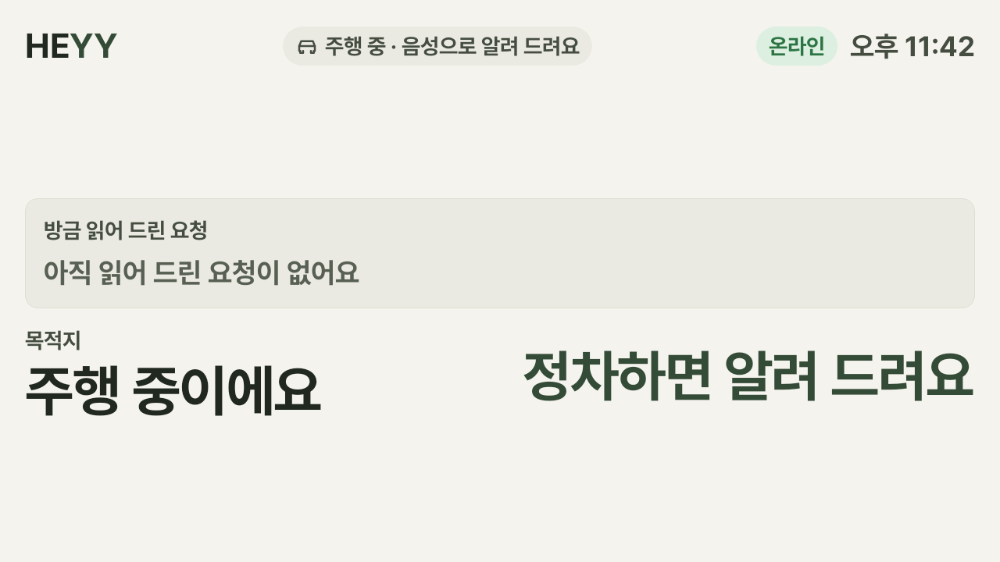 HEYY
주행 중 · 음성으로 알려 드려요
온라인
오후 11:42
방금 읽어 드린 요청
아직 읽어 드린 요청이 없어요
목적지
주행 중이에요
정차하면 알려 드려요